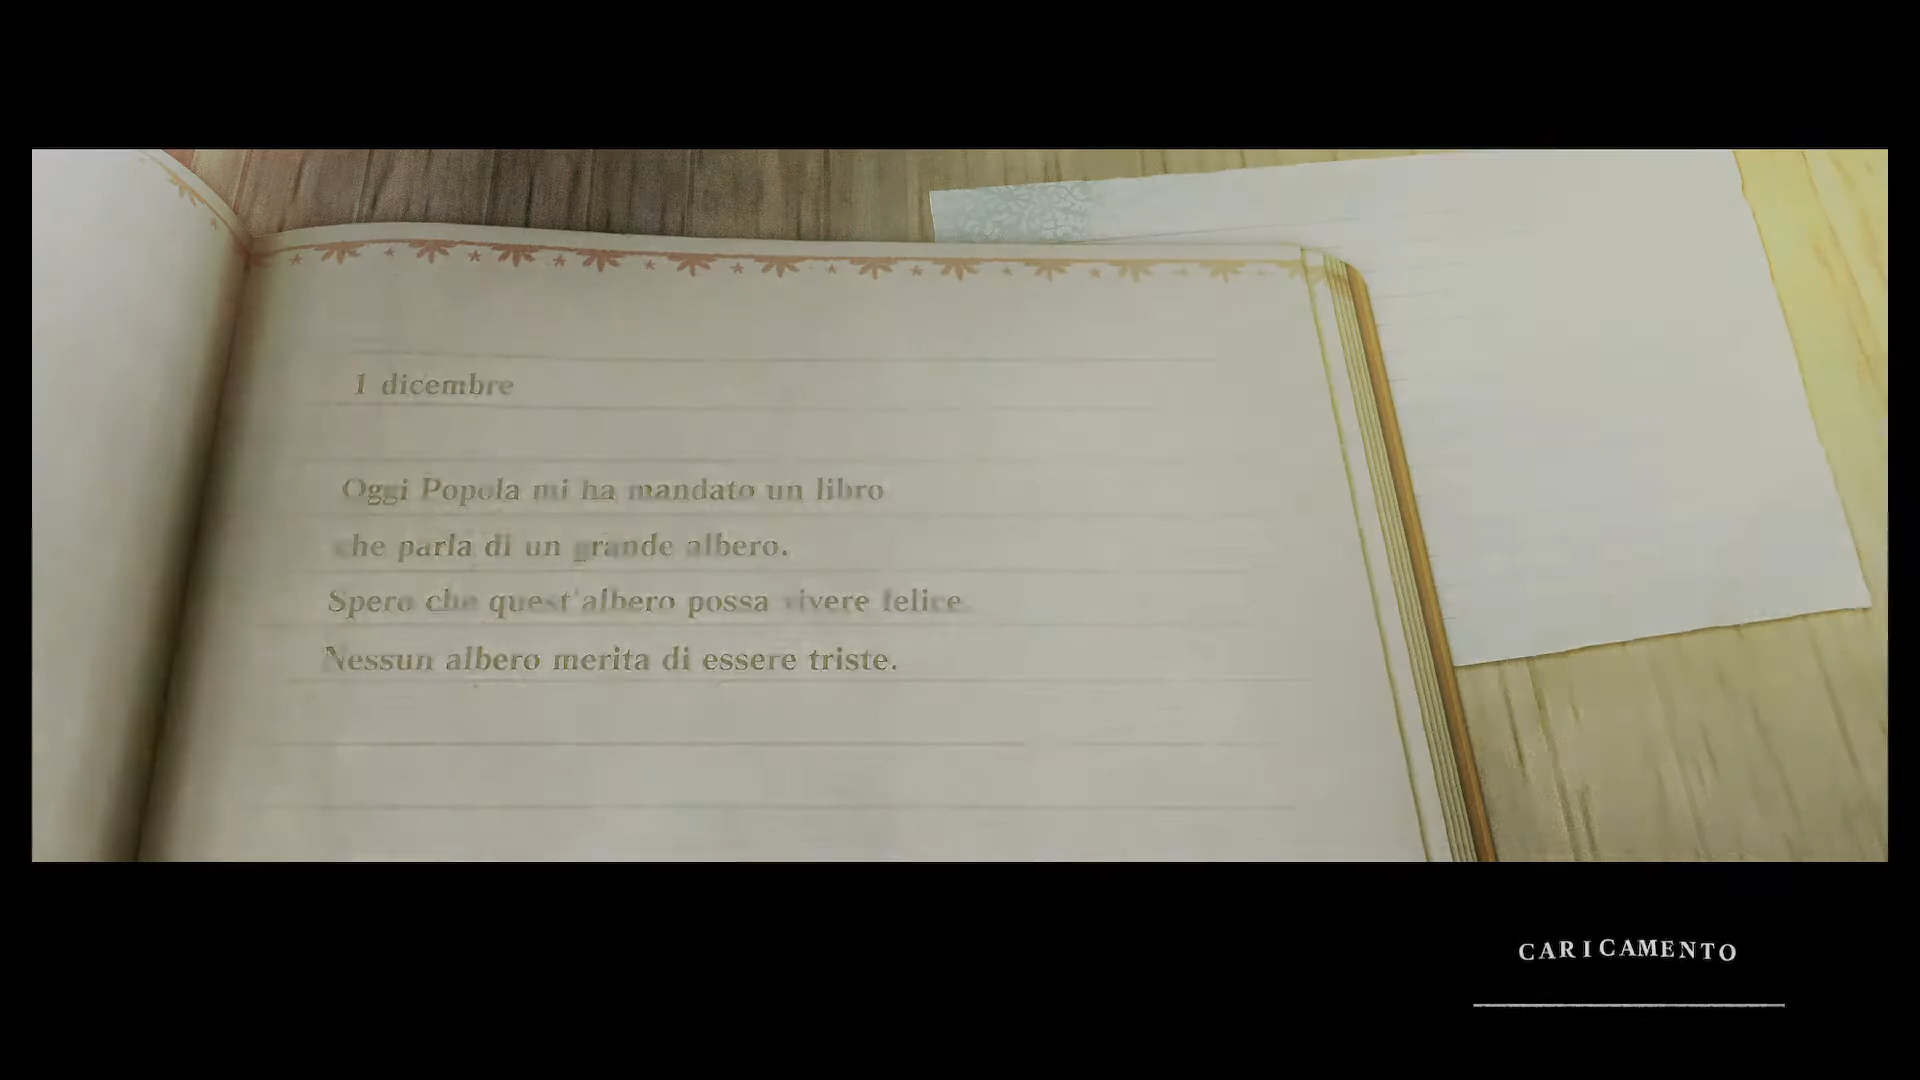 1 dicembre
Oggi Popola mi ha mandato un libro
che parla di un grande albero.
Spero che quest'albero possa vivere felice.
Nessun albero merita di essere triste.
CARICAMENTO